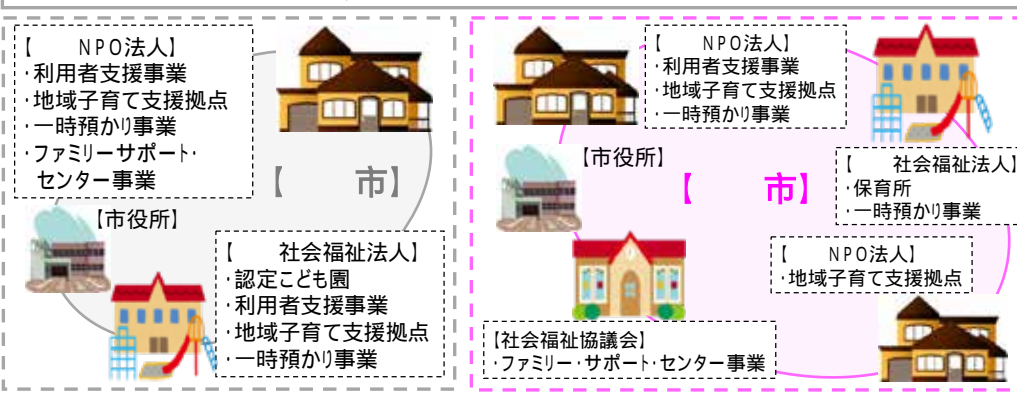 【　　NPO法人】
・利用者支援事業
・地域子育て支援拠点
・一時預かり事業
・ファミリーサポート・
センター事業
【　　市】
【市役所】
【　　社会福祉法人】
・認定こども園
・利用者支援事業
・地域子育て支援拠点
・一時預かり事業
【　　NPO法人】
・利用者支援事業
・地域子育て支援拠点
・一時預かり事業
【市役所】
【　　市】
【　　社会福祉法人】
・保育所
・一時預かり事業
【　　NPO法人】
・地域子育て支援拠点
【社会福祉協議会】
・ファミリー・サポート・センター事業